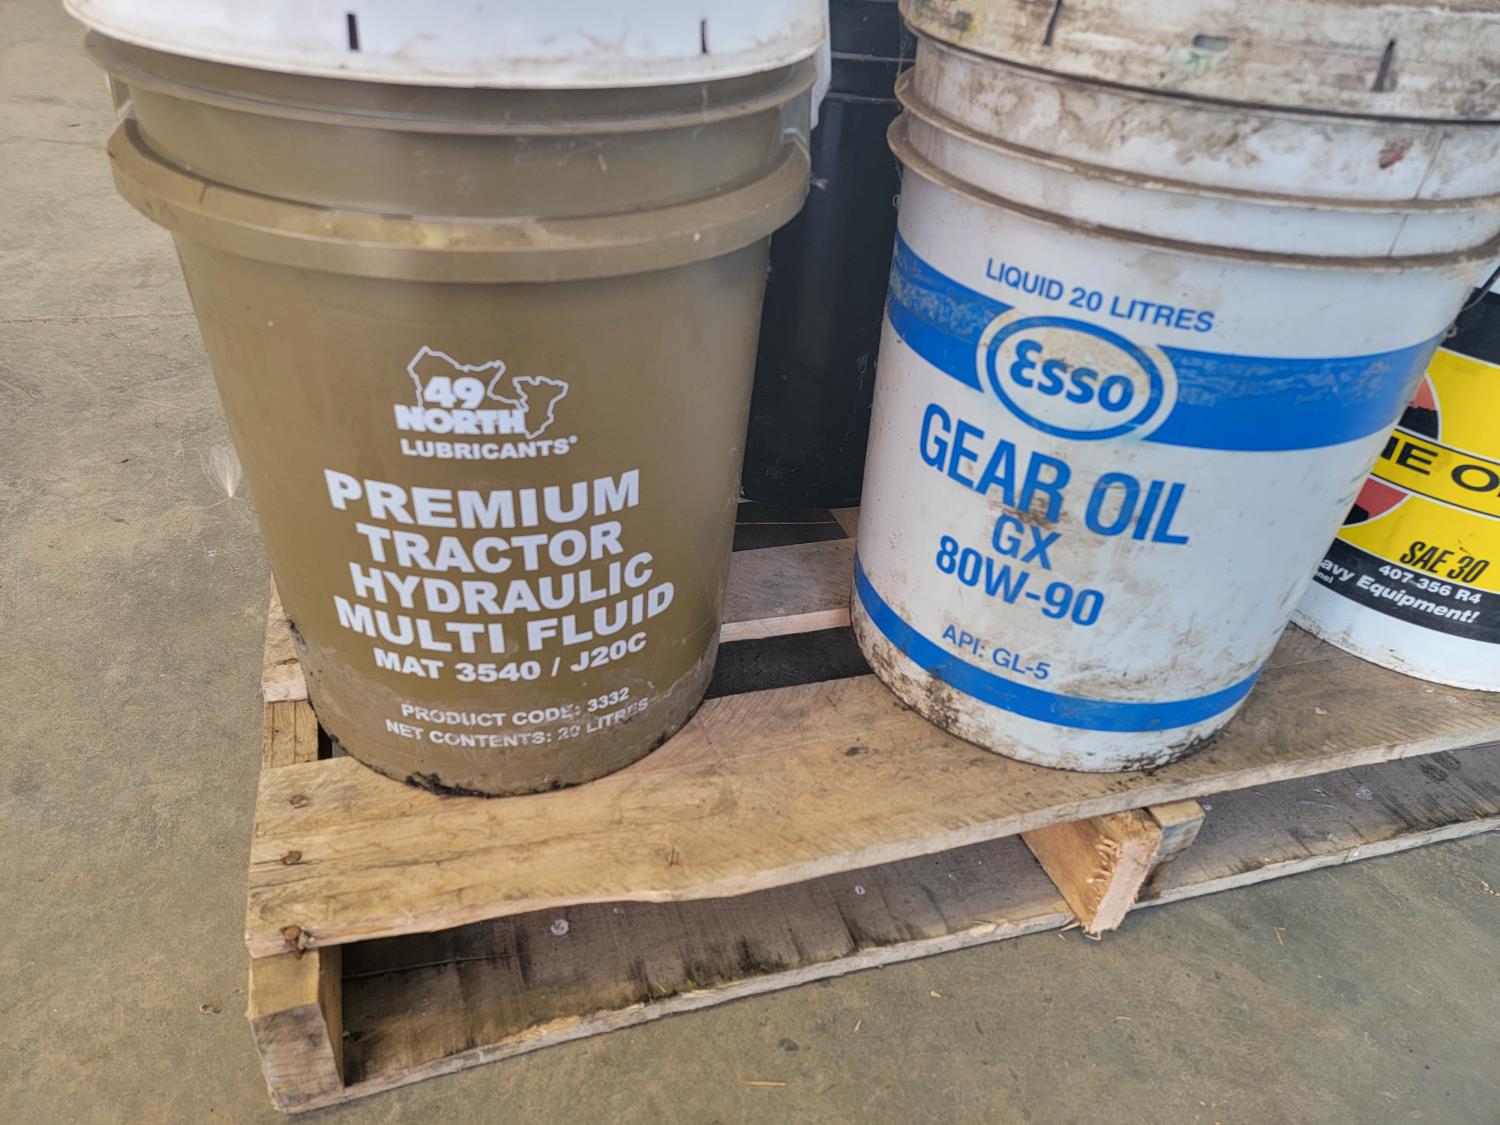 49
NORTH
LUBRICANTS®
PREMIUM
TRACTOR
HYDRAULIC
MULTI FLUID
MAT 3540 / J20C
PRODUCT CODE: 3332
NET CONTENTS: 20 LITRES
LIQUID 20 LITRES
Esso
GEAR OIL
GX
80W-90
API: GL-5
SAE 30
407-356 R4
Equipment!